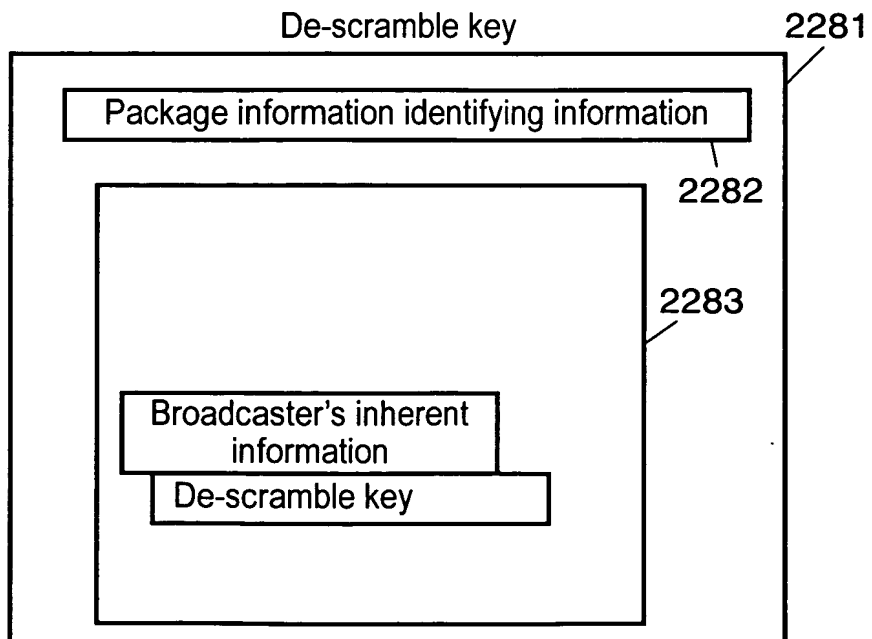 De-scramble key
2281
Package information identifying information
2282
2283
Broadcaster's inherent
information
De-scramble key